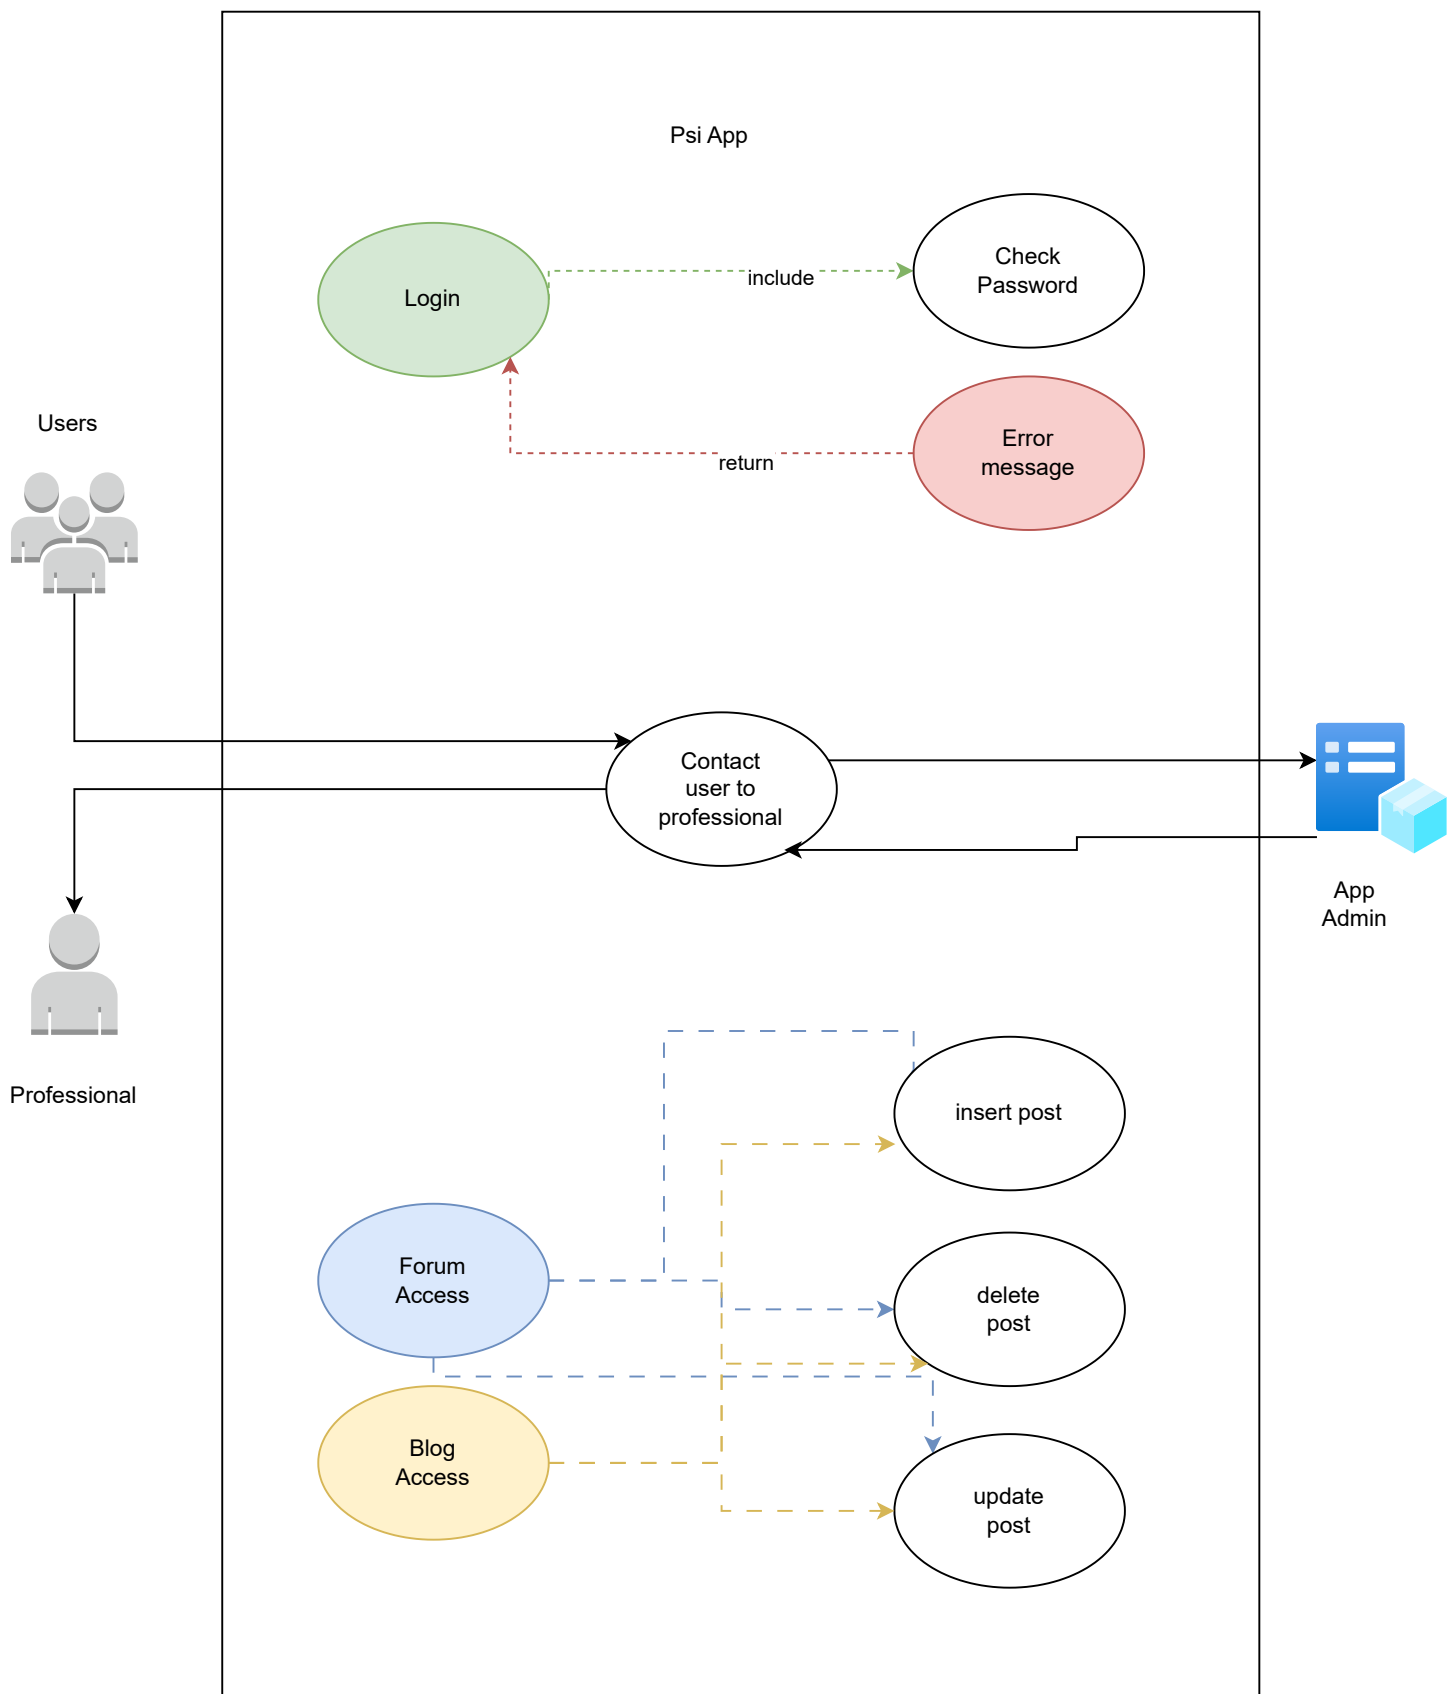 Psi App
Login
include
Check
Password
Users
return
Error
message
Contact
user to
professional
App
Admin
Professional
insert post
Forum
Access
delete
post
Blog
Access
update
post